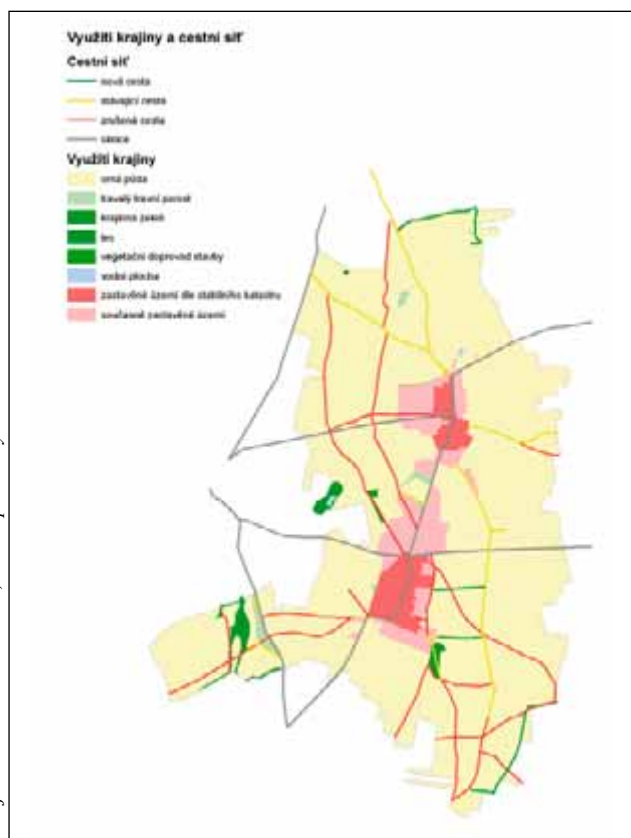 Využití krajiny a cestní síť
Cestní síť
nová cesta
stávající cesta
zrušená cesta
silnice
Využití krajiny
orná půda
trvalý travní porost
krajinná zeleň
les
vegetační doprovod stavby
vodní plocha
zastavěné území dle stabilního katastru
současné zastavěné území